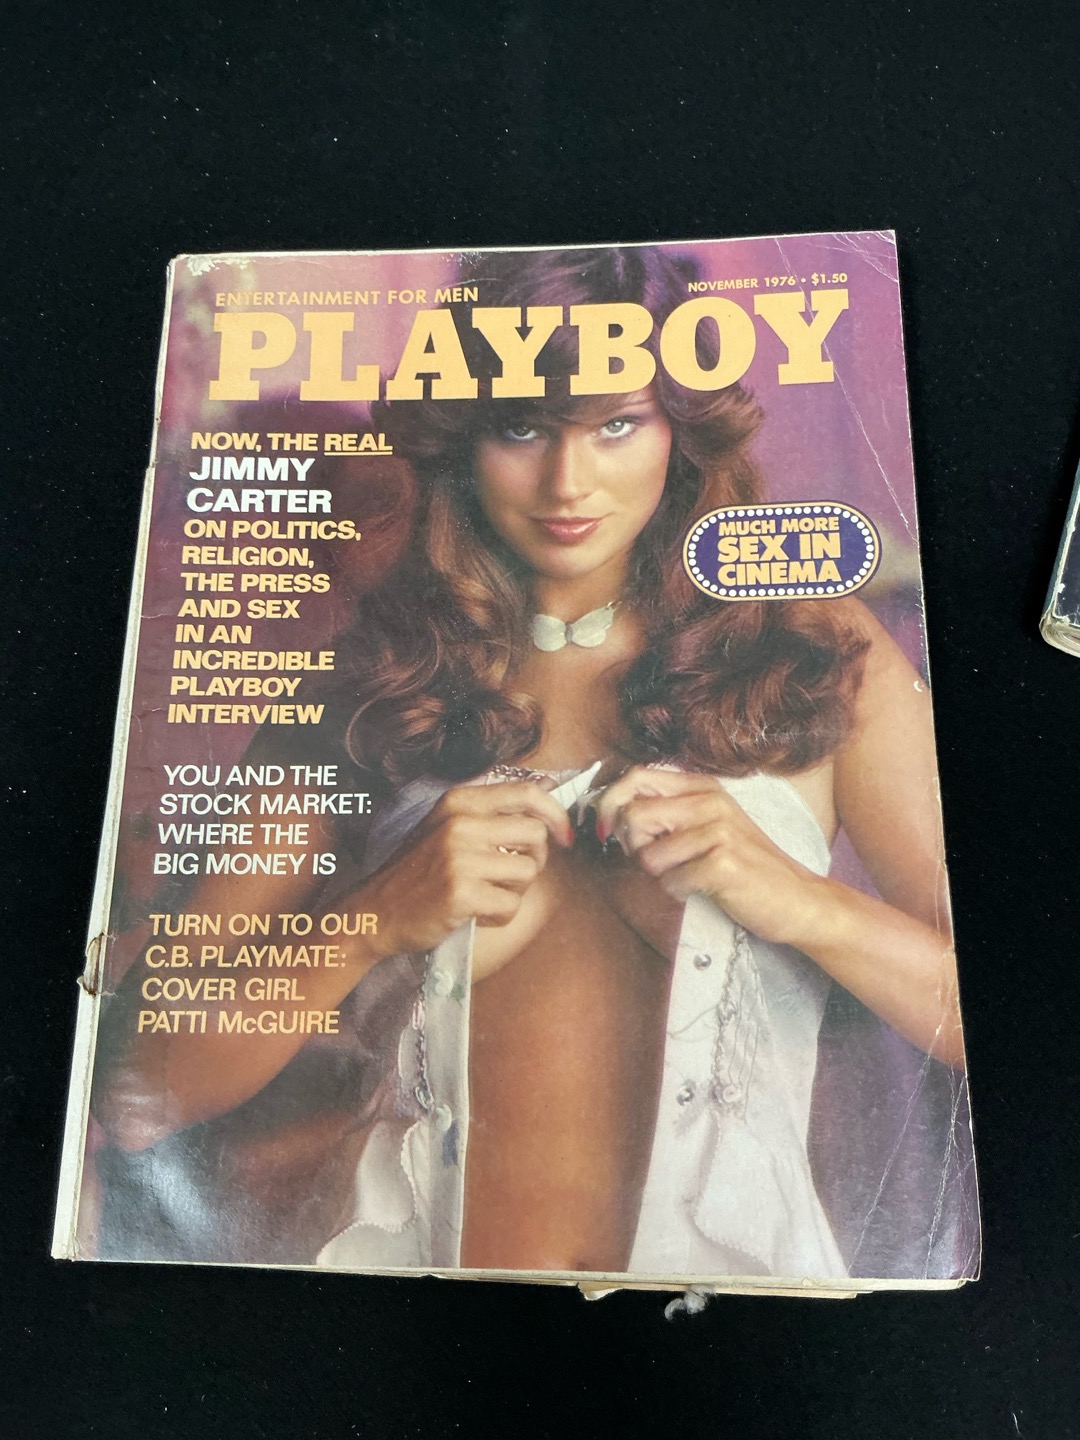 ENTERTAINMENT FOR MEN
NOVEMBER 1976 • $1.50
PLAYBOY
NOW, THE REAL
JIMMY
CARTER
ON POLITICS,
RELIGION,
THE PRESS
AND SEX
IN AN
INCREDIBLE
PLAYBOY
INTERVIEW
MUCH MORE
SEX IN
CINEMA
YOU AND THE
STOCK MARKET:
WHERE THE
BIG MONEY IS
TURN ON TO OUR
C.B. PLAYMATE:
COVER GIRL
PATTI McGUIRE